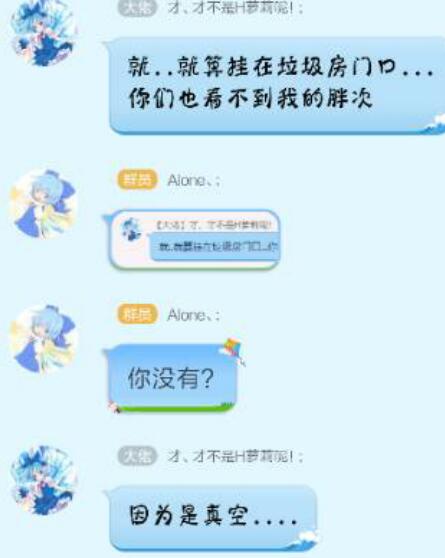 大佬 才、才不是H萝莉呢!:
就..就算挂在垃圾房门口...
你们也看不到我的胖次
群员 Alone、:
【大佬】才、才不是H萝莉呢!
就..就算挂在垃圾房门口...你
群员 Alone、:
你没有?
大佬 才、才不是H萝莉呢!:
因为是真空....